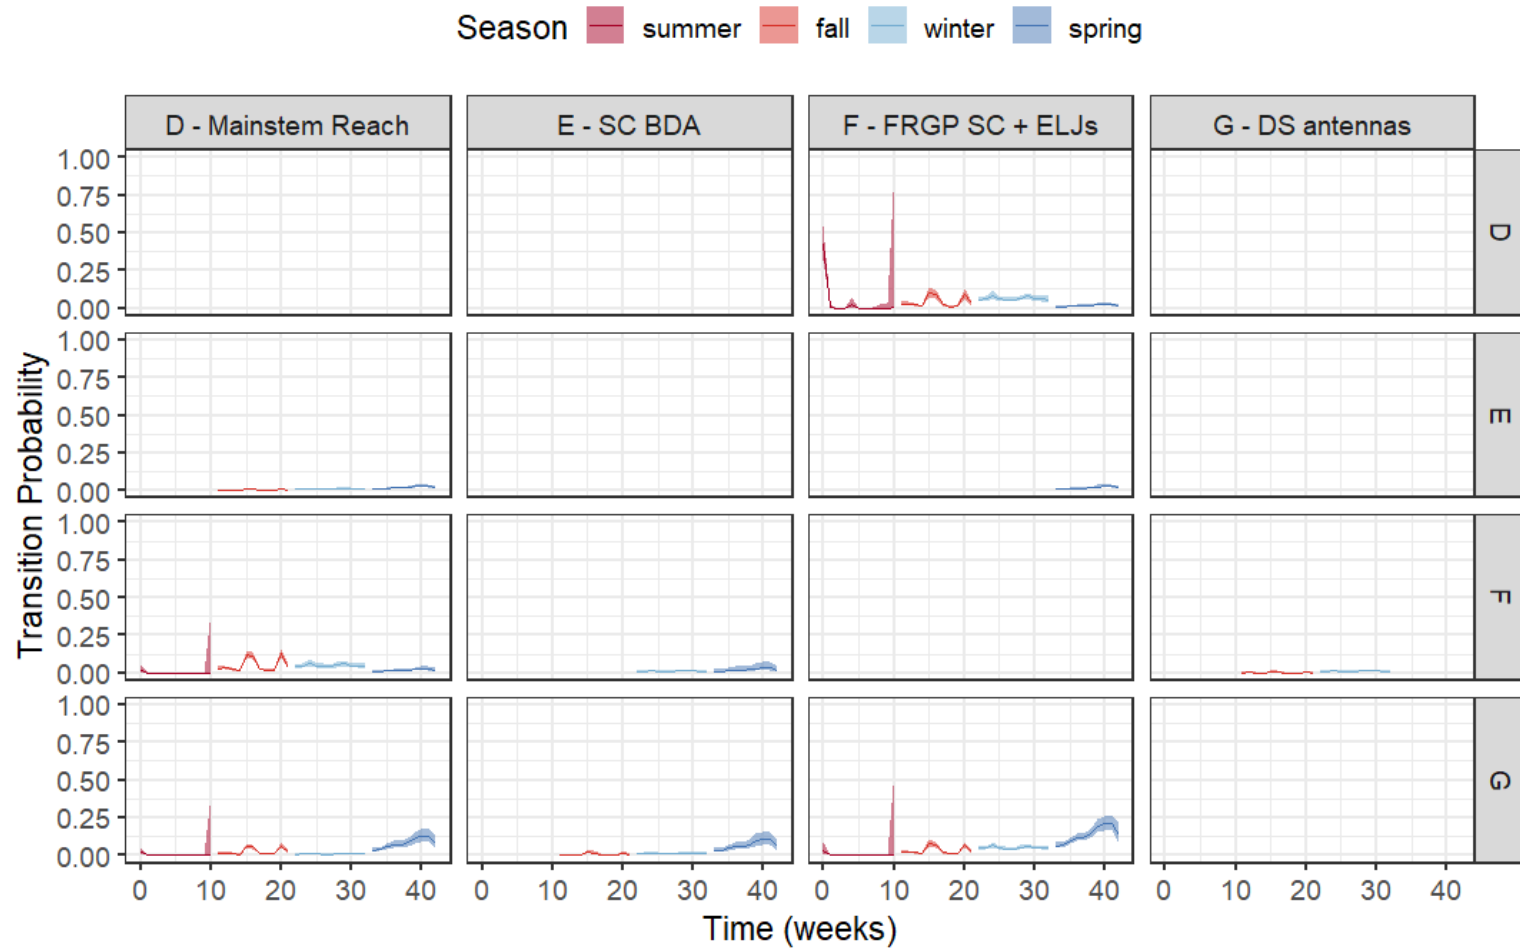 Season summer fall winter spring
D - Mainstem Reach E - SC BDA F - FRGP SC + ELJs G - DS antennas
Transition Probability
1.00
0.75
0.50
0.25
0.00
D
1.00
0.75
0.50
0.25
0.00
E
1.00
0.75
0.50
0.25
0.00
F
1.00
0.75
0.50
0.25
0.00
G
0 10 20 30 40 0 10 20 30 40 0 10 20 30 40 0 10 20 30 40
Time (weeks)